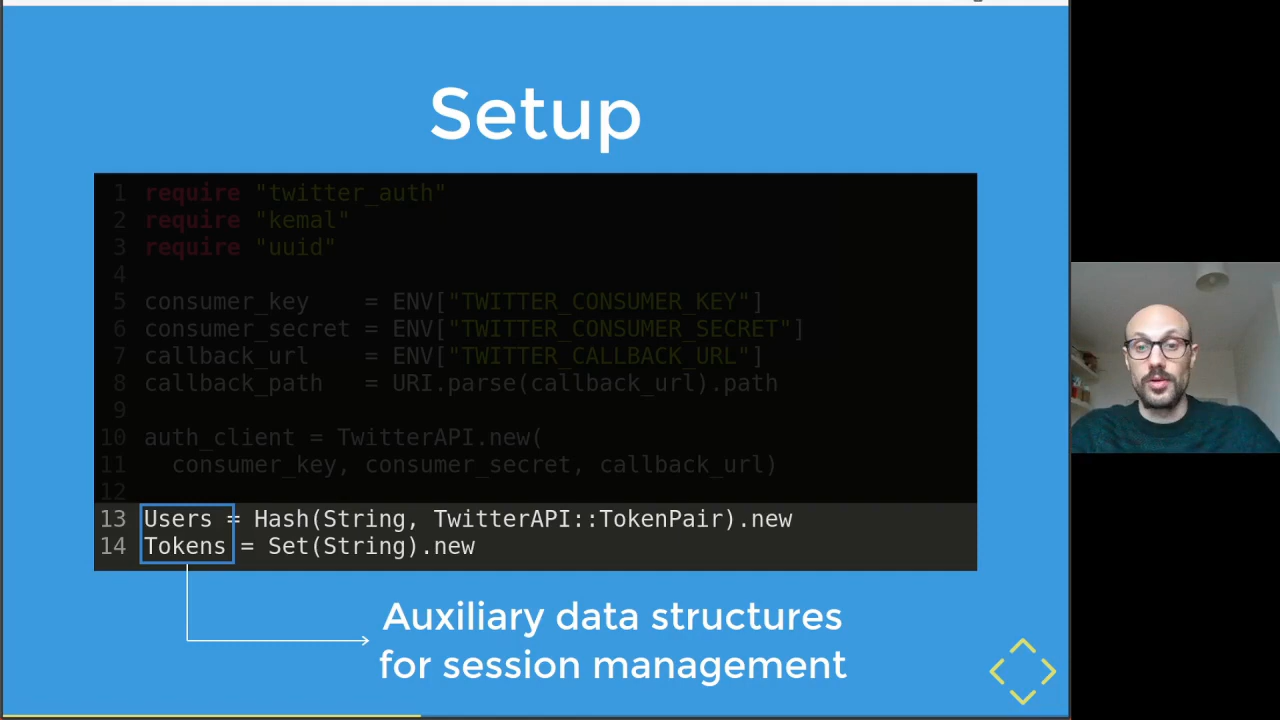 Setup
1 require "twitter_auth"
2 require "kemal"
3 require "uuid"
4
5 consumer_key    = ENV["TWITTER_CONSUMER_KEY"]
6 consumer_secret = ENV["TWITTER_CONSUMER_SECRET"]
7 callback_url    = ENV["TWITTER_CALLBACK_URL"]
8 callback_path   = URI.parse(callback_url).path
9
10 auth_client = TwitterAPI.new(
11   consumer_key, consumer_secret, callback_url)
12
13 Users = Hash(String, TwitterAPI::TokenPair).new
14 Tokens = Set(String).new
Auxiliary data structures
for session management